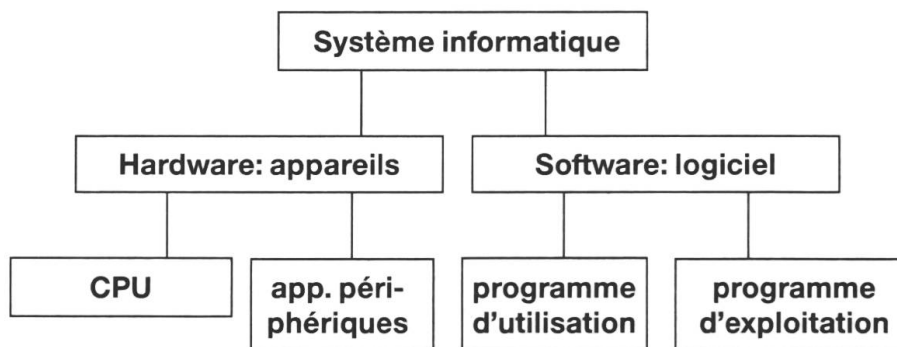 Système informatique
Hardware: appareils
Software: logiciel
CPU
app. péri-
phériques
programme
d'utilisation
programme
d'exploitation